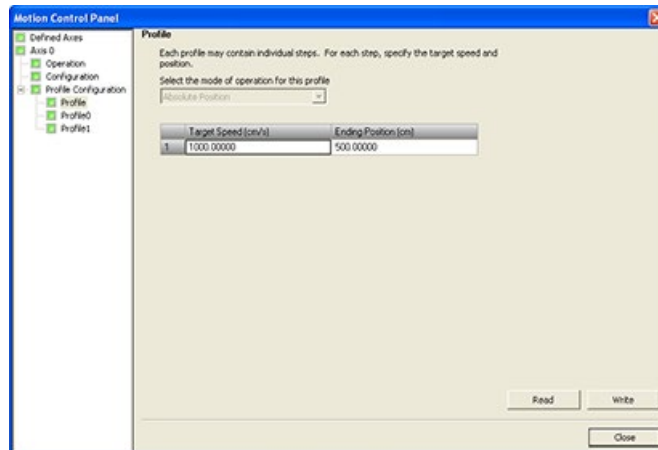 Motion Control Panel
Defined Axes
Axis 0
Operation
Configuration
Profile Configuration
Profile
Profile0
Profile1
Profile
Each profile may contain individual steps. For each step, specify the target speed and
position.
Select the mode of operation for this profile
Absolute Position
Target Speed (cm/s) Ending Position (cm)
1 1000.00000 500.00000
Read Write
Close